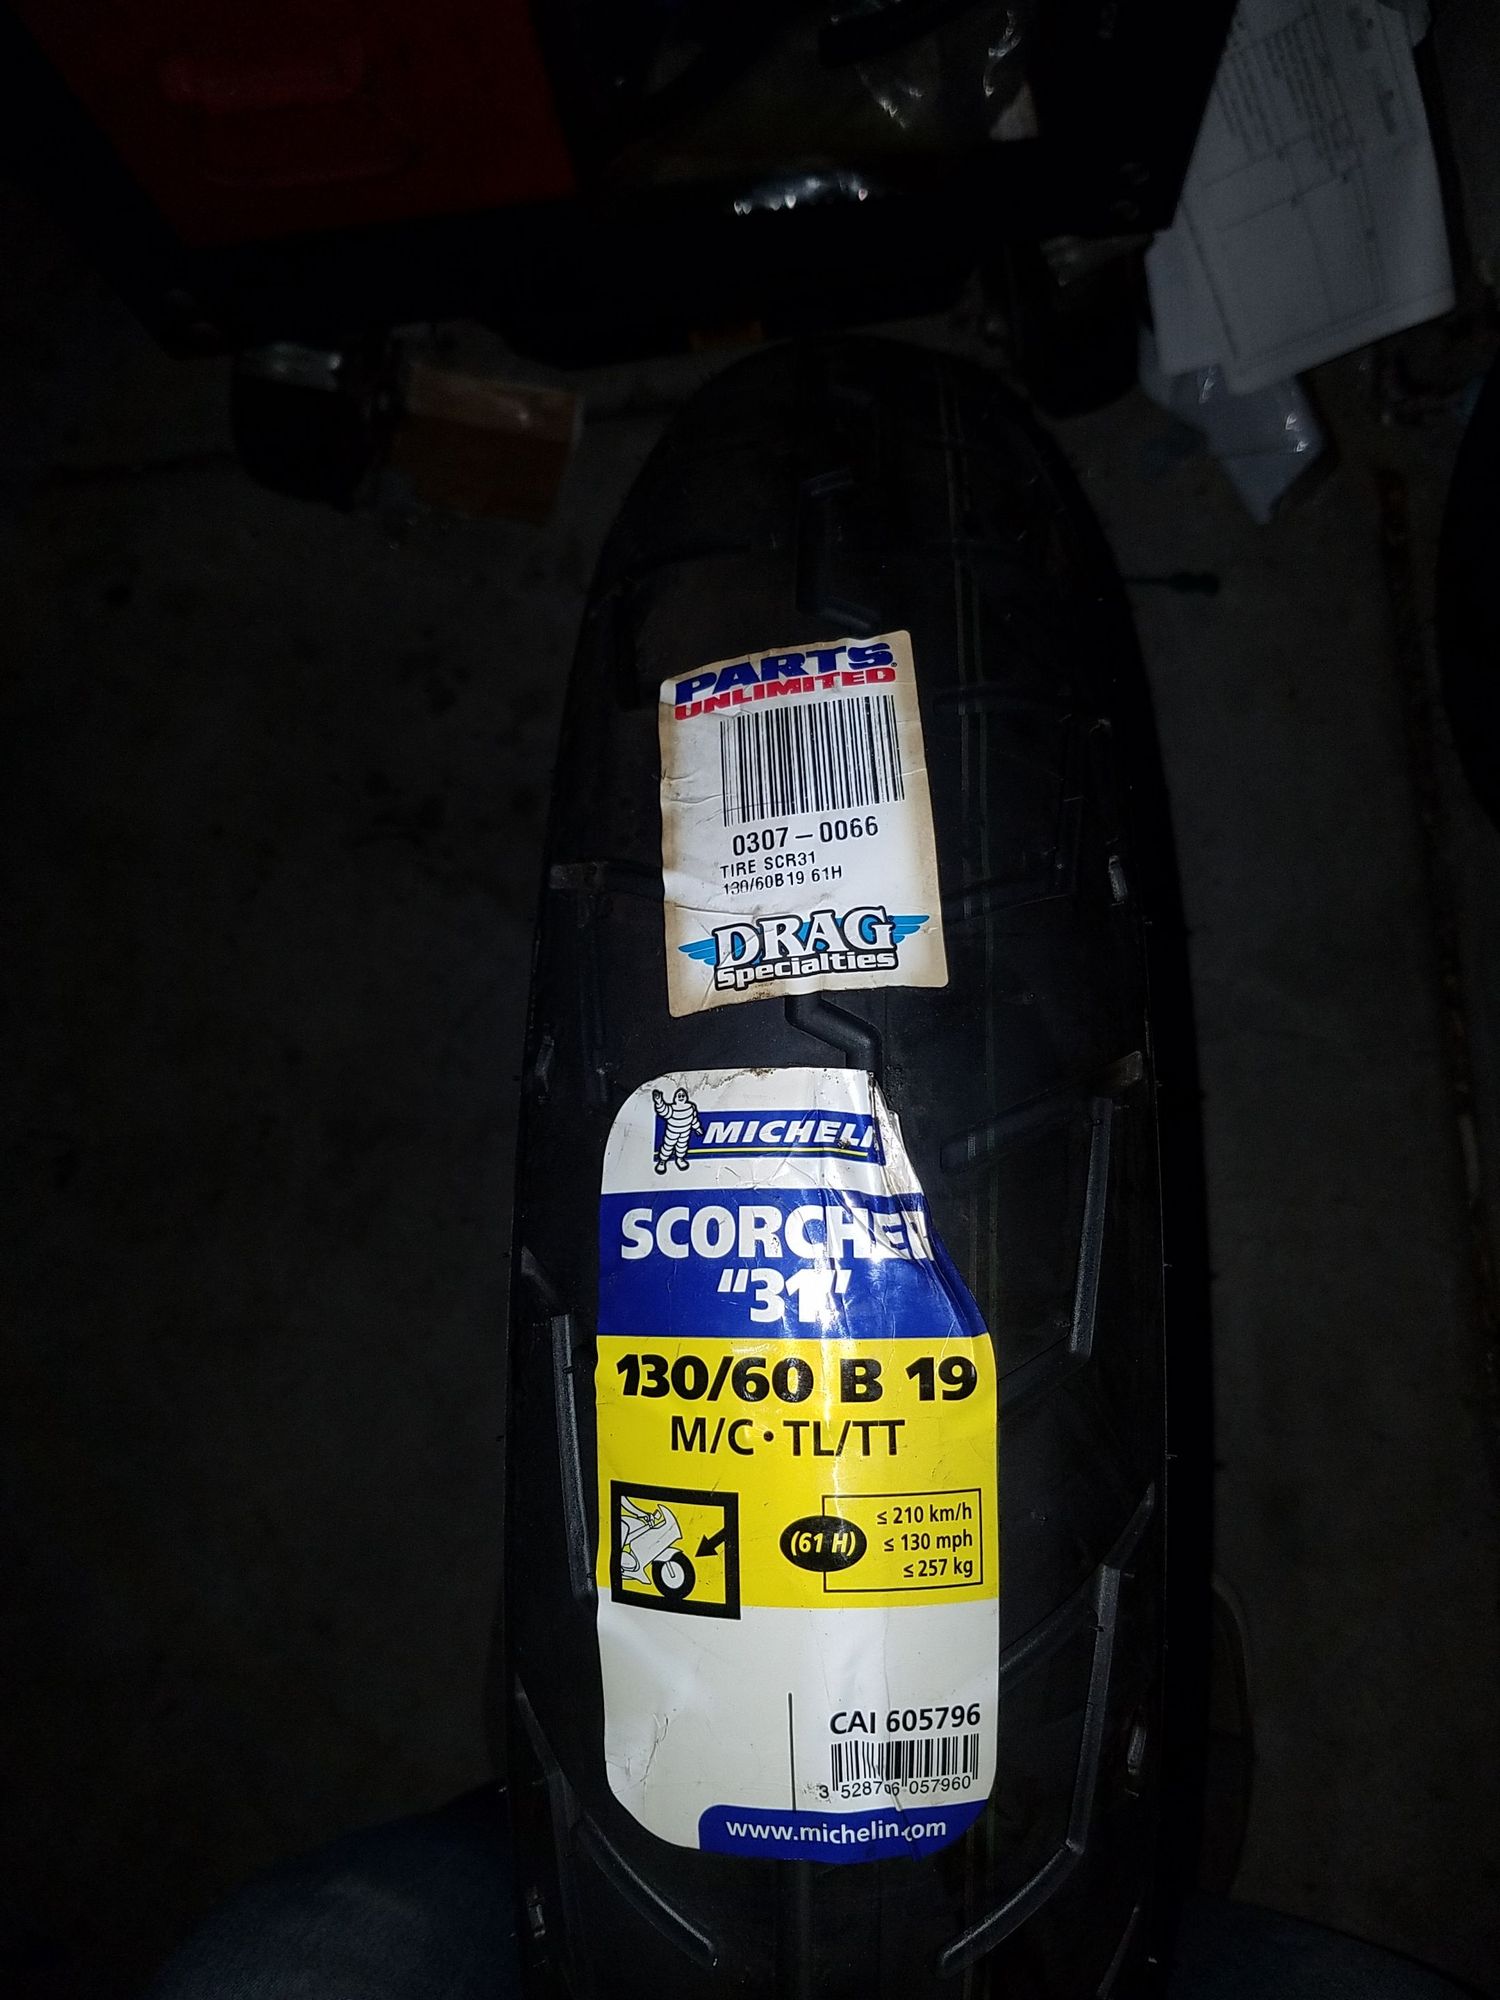 PARTS
UNLIMITED
0307-0066
TIRE SCR31
130/60B19 61H
DRAG
Specialties
MICHELI
SCORCHER
"31"
130/60 B 19
M/C • TL/TT
(61 H)
≤ 210 km/h
≤ 130 mph
≤ 257 kg
CAI 605796
3 528706 057960
www.michelin.com